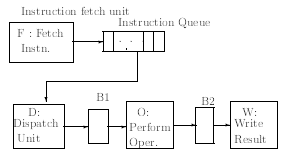 Instruction fetch unit
Instruction Queue
F : Fetch
Instn.
. .
B1
B2
D:
Dispatch
Unit
O:
Perform
Oper.
W:
Write
Result